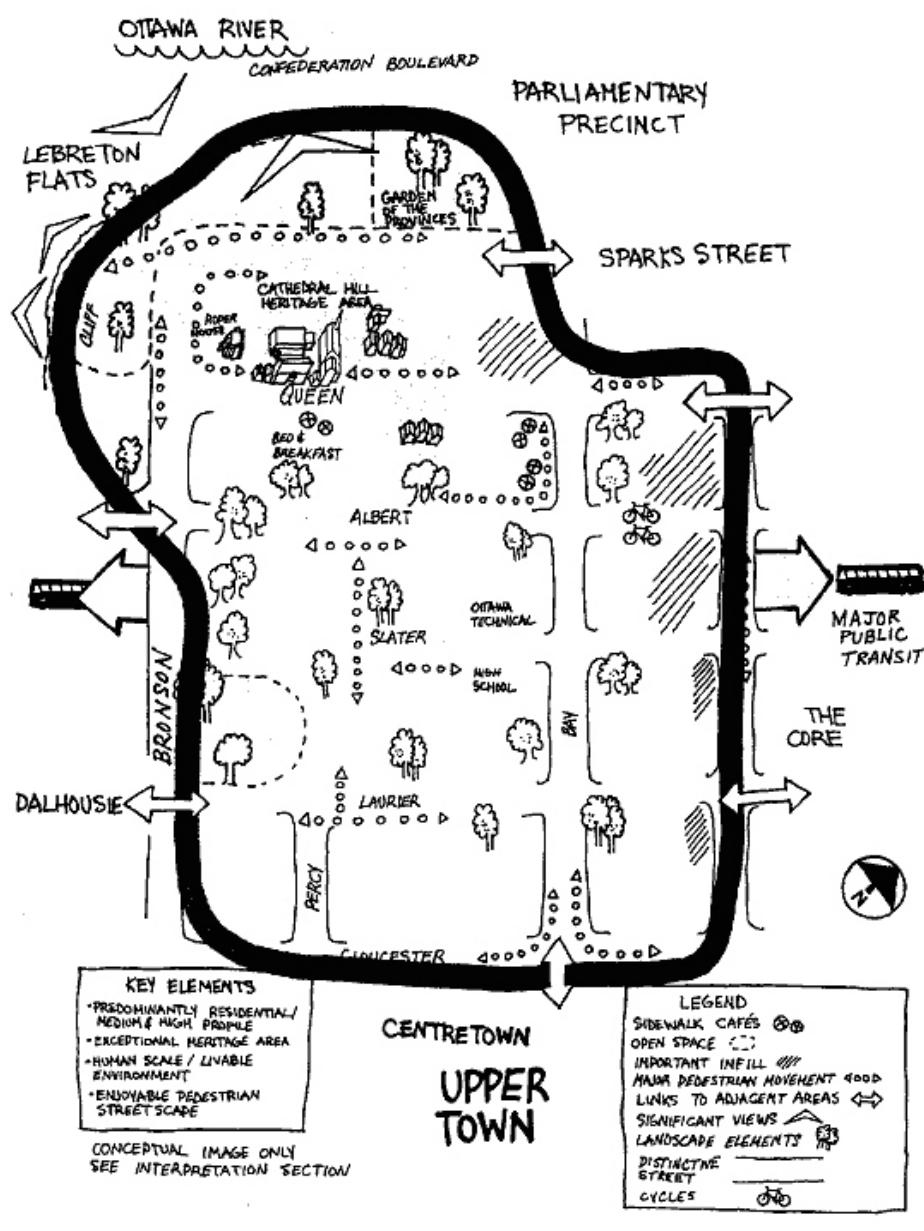 OTTAWA RIVER
CONFEDERATION BOULEVARD
PARLIAMENTARY
PRECINCT
LEBRETON
FLATS
GARDEN
OF THE
PROVINCES
SPARKS STREET
CATHEDRAL HILL
HERITAGE AREA
ROPER
HOUSE
CLIFF
QUEEN
BED &
BREAKFAST
ALBERT
OTTAWA
TECHNICAL
SLATER
HIGH
SCHOOL
MAJOR
PUBLIC
TRANSIT
BRONSON
BAY
THE
CORE
DALHOUSIE
LAURIER
PERCY
N
GLOUCESTER
KEY ELEMENTS
•PREDOMINANTLY RESIDENTIAL/
MEDIUM & HIGH PROFILE
•EXCEPTIONAL HERITAGE AREA
•HUMAN SCALE / LIVABLE
ENVIRONMENT
•ENJOYABLE PEDESTRIAN
STREETSCAPE
CONCEPTUAL IMAGE ONLY
SEE INTERPRETATION SECTION
CENTRETOWN
UPPER
TOWN
LEGEND
SIDEWALK CAFÉS
OPEN SPACE
IMPORTANT INFILL
MAJOR PEDESTRIAN MOVEMENT
LINKS TO ADJACENT AREAS
SIGNIFICANT VIEWS
LANDSCAPE ELEMENTS
DISTINCTIVE
STREET
CYCLES